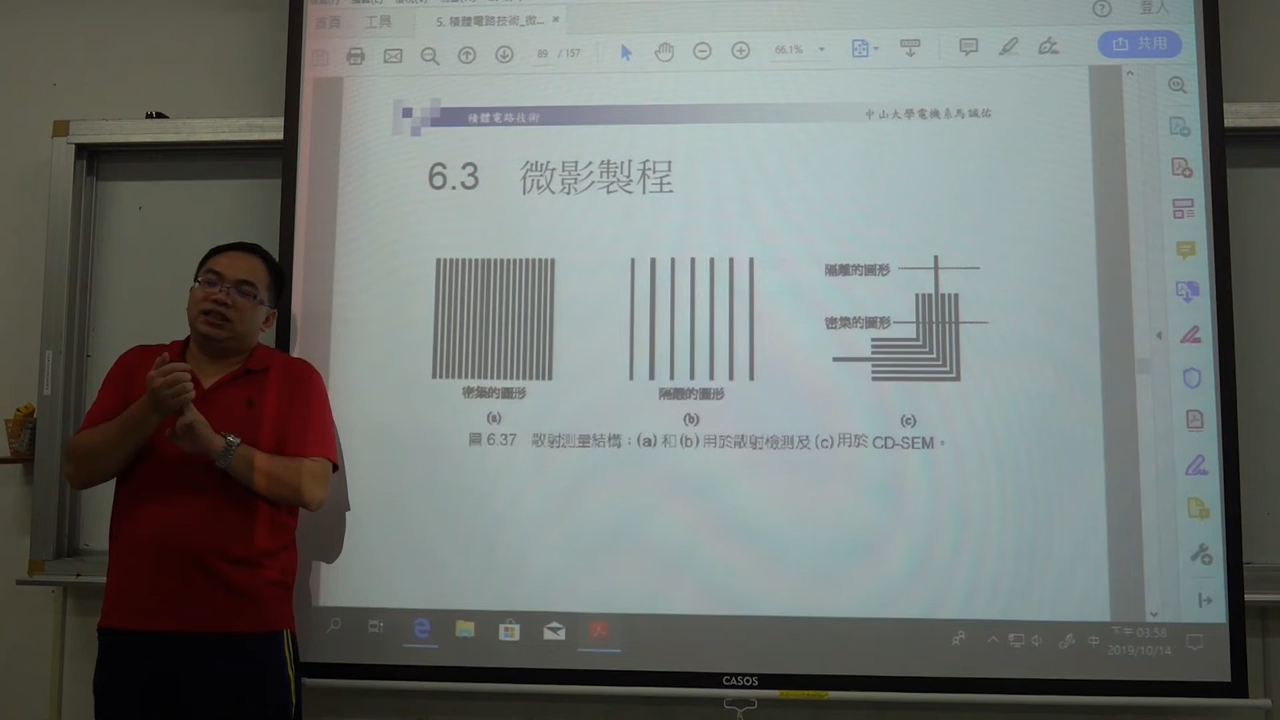 首頁 工具 5. 積體電路技術_微... ×
登入
89 / 157
66.1%
共用
積體電路技術
中山大學電機系馬誠佑
6.3 微影製程
隔離的圖形
密集的圖形
密集的圖形
隔離的圖形
(a)
(b)
(c)
圖 6.37 散射測量結構：(a) 和 (b) 用於散射檢測及 (c) 用於 CD-SEM。
中
下午 03:58
2019/10/14
CASOS